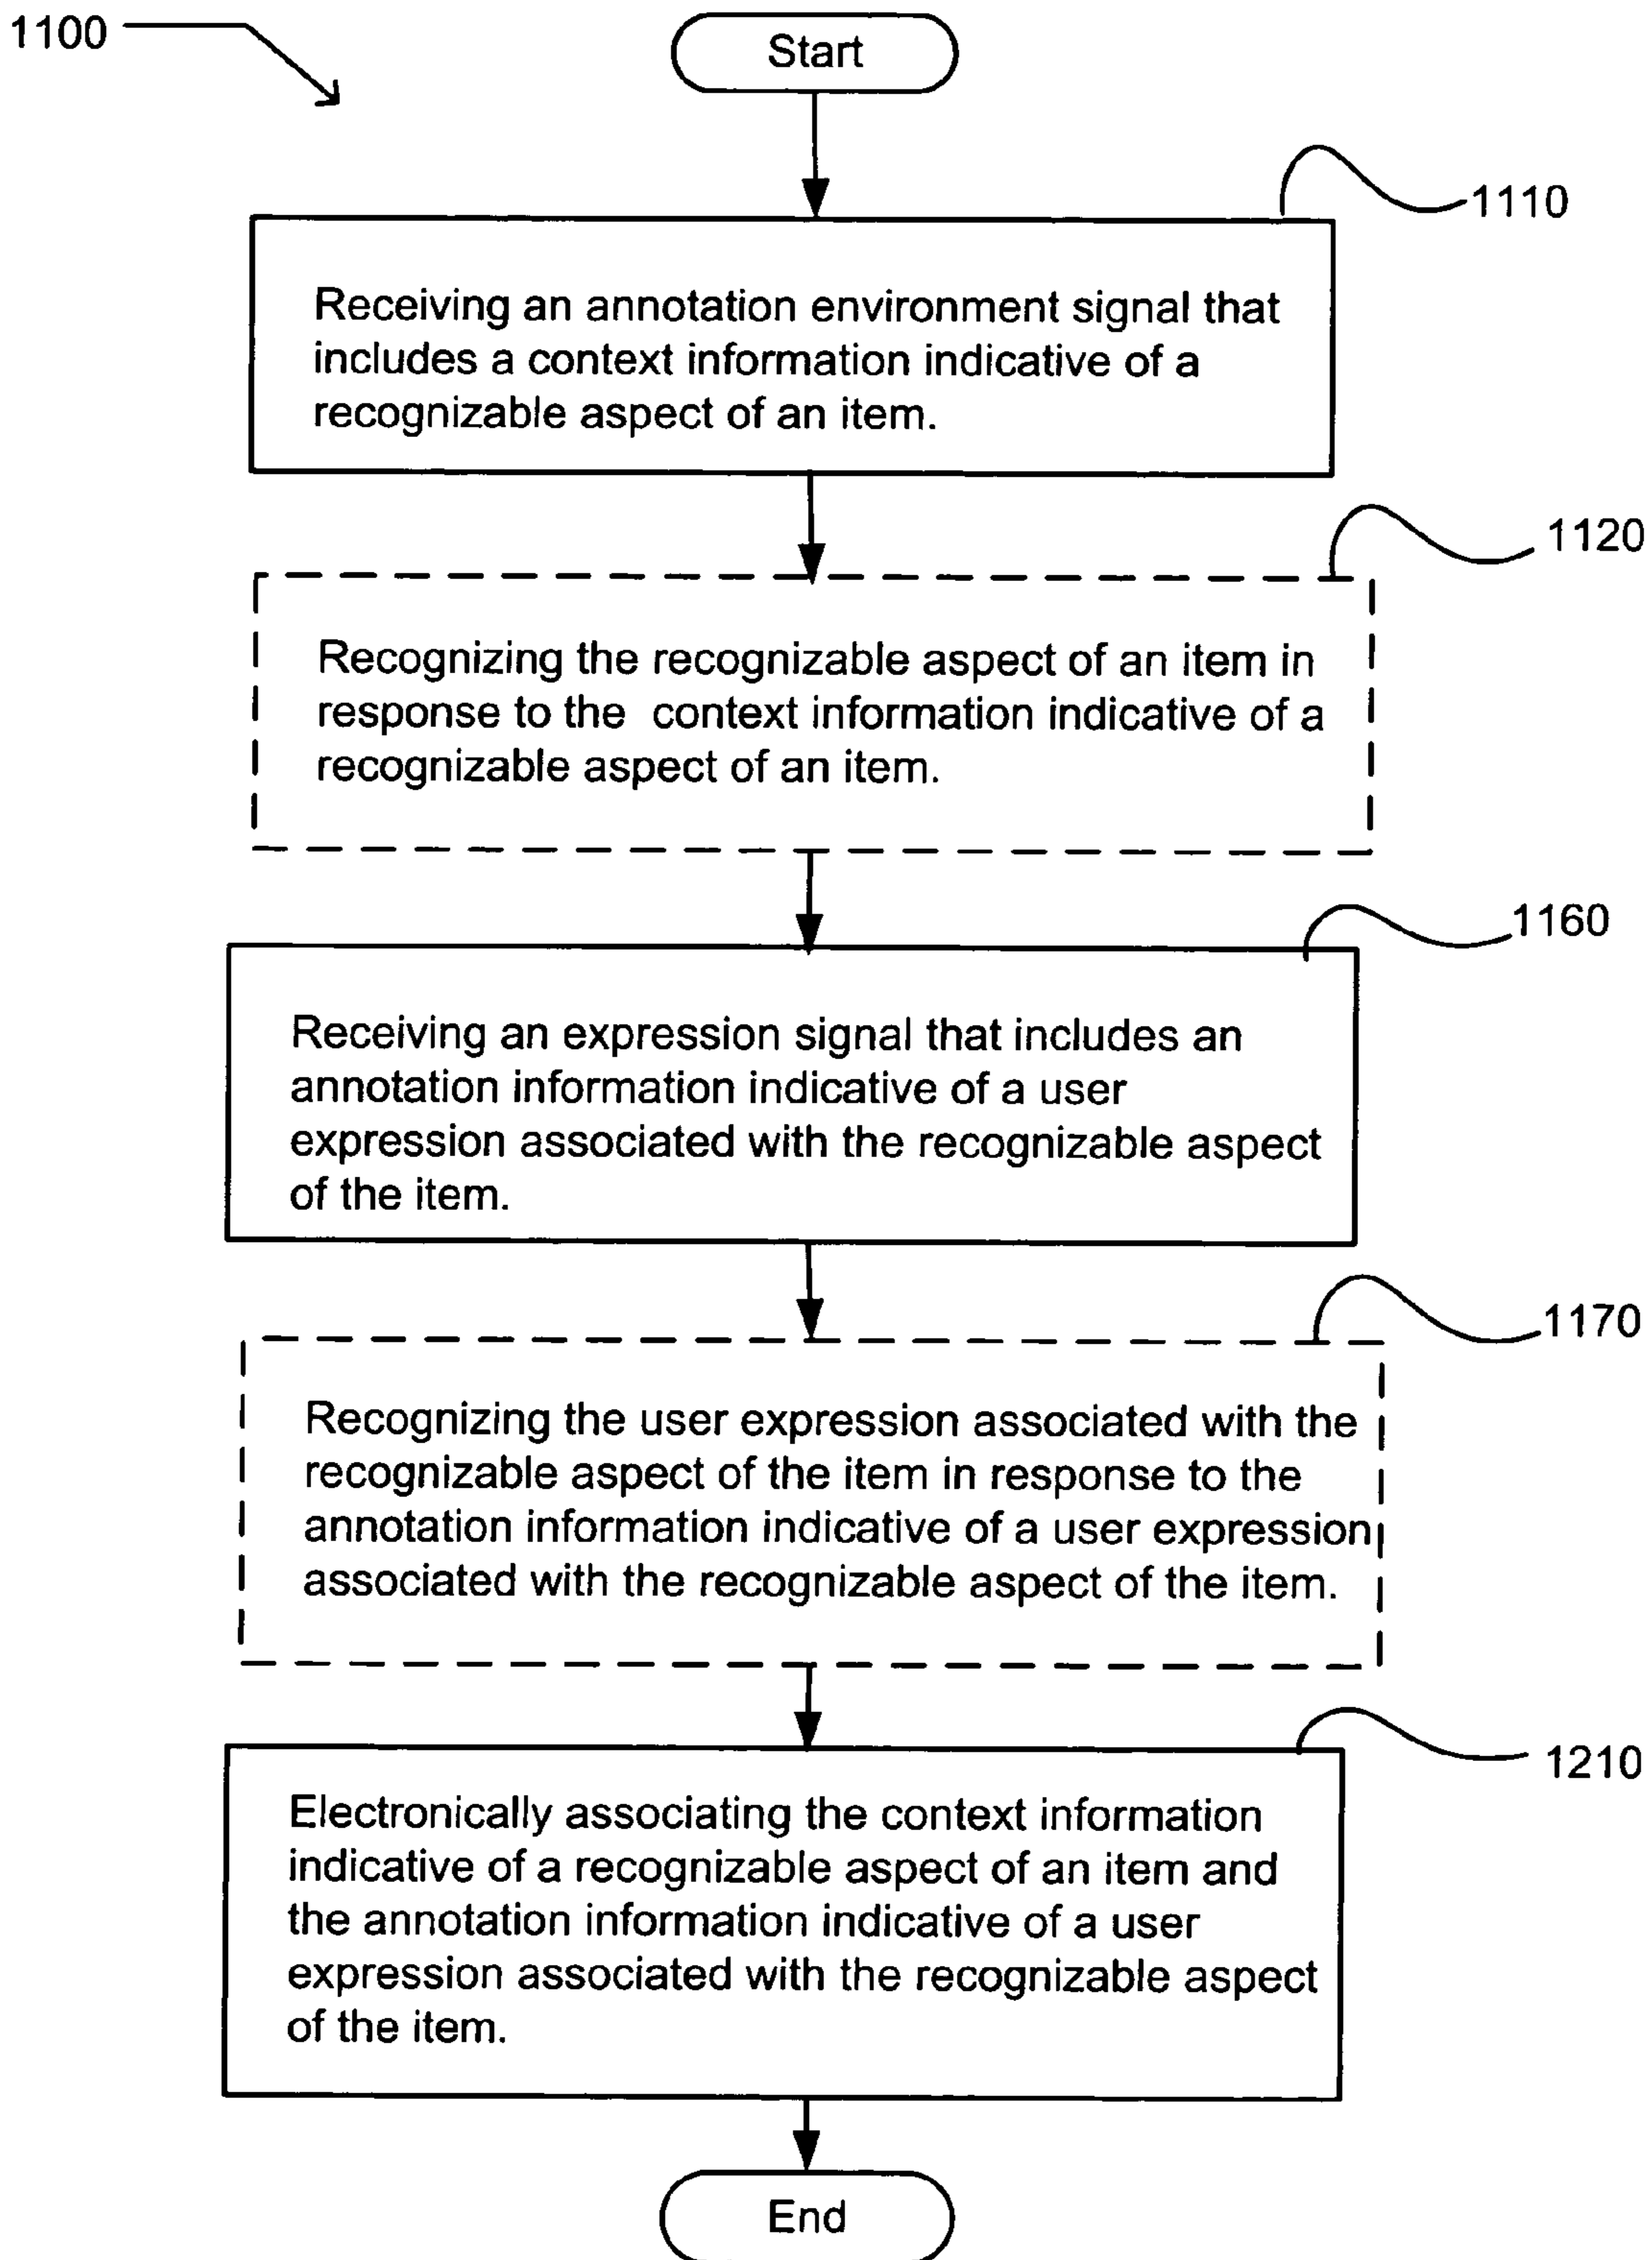 1100
Start
1110
Receiving an annotation environment signal that
includes a context information indicative of a
recognizable aspect of an item.
1120
Recognizing the recognizable aspect of an item in
response to the context information indicative of a
recognizable aspect of an item.
1160
Receiving an expression signal that includes an
annotation information indicative of a user
expression associated with the recognizable aspect
of the item.
1170
Recognizing the user expression associated with the
recognizable aspect of the item in response to the
annotation information indicative of a user expression
associated with the recognizable aspect of the item.
1210
Electronically associating the context information
indicative of a recognizable aspect of an item and
the annotation information indicative of a user
expression associated with the recognizable aspect
of the item.
End